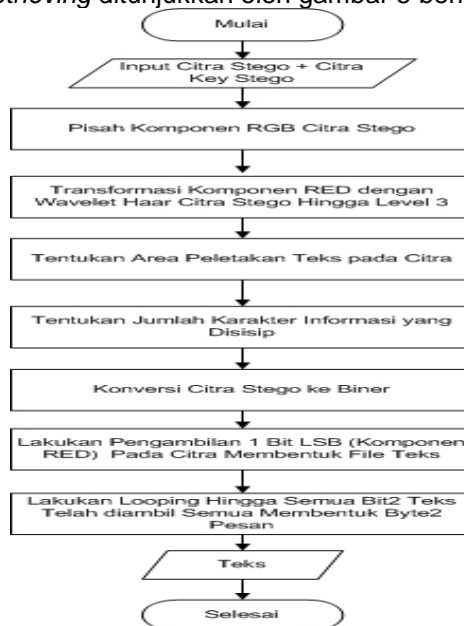 ditunjukkan oleh gambar
Mulai
Input Citra Stego + Citra
Key Stego
Pisah Komponen RGB Citra Stego
Transformasi Komponen RED dengan
Wavelet Haar Citra Stego Hingga Level 3
Tentukan Area Peletakan Teks pada Citra
Tentukan Jumlah Karakter Informasi yang
Disisip
Konversi Citra Stego ke Biner
Lakukan Pengambilan 1 Bit LSB (Komponen
RED) Pada Citra Membentuk File Teks
Lakukan Looping Hingga Semua Bit2 Teks
Telah diambil Semua Membentuk Byte2
Pesan
Teks
Selesai